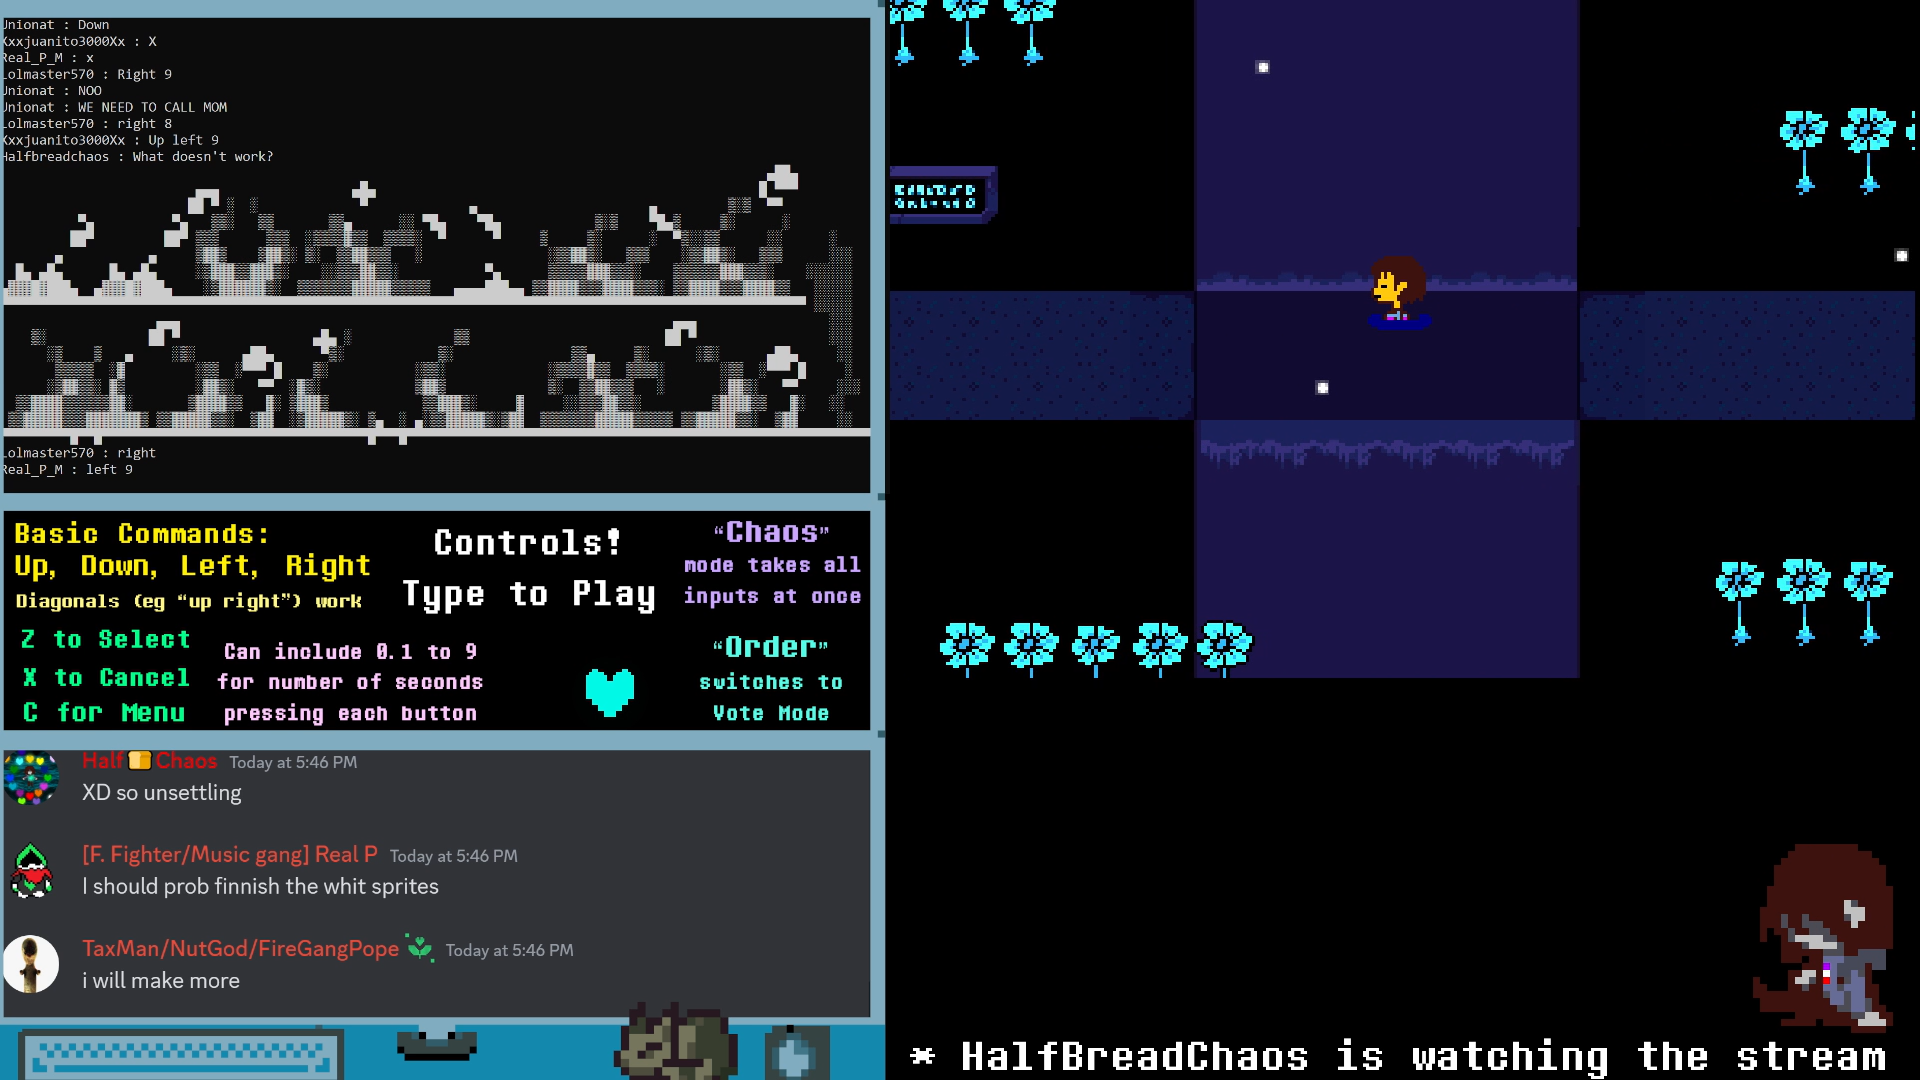 Unionat : Down
Xxxjuanito3000Xx : X
Real_P_M : x
Lolmaster570 : Right 9
Unionat : NOO
Unionat : WE NEED TO CALL MOM
Lolmaster570 : right 8
Xxxjuanito3000Xx : Up left 9
Halfbreadchaos : What doesn't work?
Lolmaster570 : right
Real_P_M : left 9
Basic Commands:
Up, Down, Left, Right
Diagonals (eg “up right”) work
Z to Select
X to Cancel
C for Menu
Can include 0.1 to 9
for number of seconds
pressing each button
Controls!
Type to Play
“Chaos”
mode takes all
inputs at once
“Order”
switches to
Vote Mode
Half🍞Chaos Today at 5:46 PM
XD so unsettling
[F. Fighter/Music gang] Real P Today at 5:46 PM
I should prob finnish the whit sprites
TaxMan/NutGod/FireGangPope Today at 5:46 PM
i will make more
* HalfBreadChaos is watching the stream